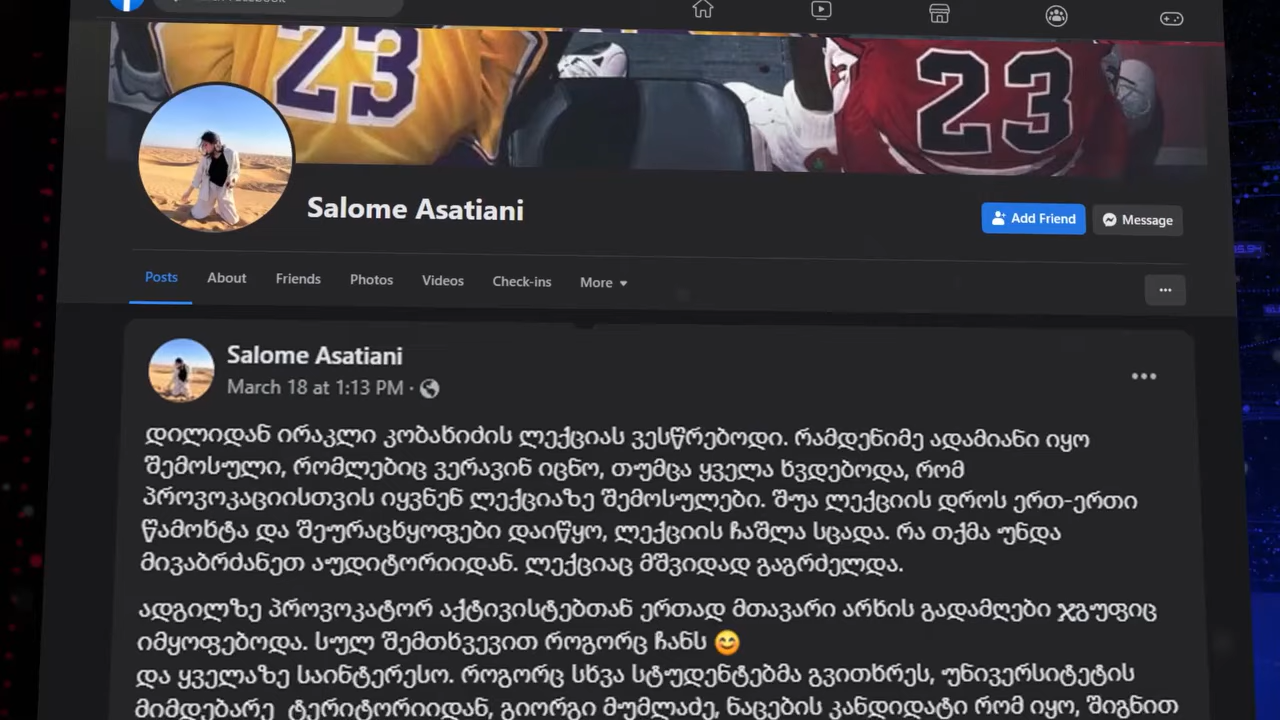 23
23
Salome Asatiani
Add Friend
Message
Posts
About
Friends
Photos
Videos
Check-ins
More
Salome Asatiani
March 18 at 1:13 PM ·
დილიდან ირაკლი კობახიძის ლექციას ვესწრებოდი. რამდენიმე ადამიანი იყო
შემოსული, რომლებიც ვერავინ იცნო, თუმცა ყველა ხვდებოდა, რომ
პროვოკაციისთვის იყვნენ ლექციაზე შემოსულები. შუა ლექციის დროს ერთ-ერთი
წამოხტა და შეურაცხყოფები დაიწყო, ლექციის ჩაშლა სცადა. რა თქმა უნდა
მივაბრძანეთ აუდიტორიიდან. ლექციაც მშვიდად გაგრძელდა.
ადგილზე პროვოკატორ აქტივისტებთან ერთად მთავარი არხის გადამღები ჯგუფიც
იმყოფებოდა. სულ შემთხვევით როგორც ჩანს 😊
და ყველაზე საინტერესო. როგორც სხვა სტუდენტებმა გვითხრეს, უნივერსიტეტის
მიმდებარე ტერიტორიიდან, გიორგი მუმლაძე, ნაცების კანდიდატი რომ იყო, შიგნით